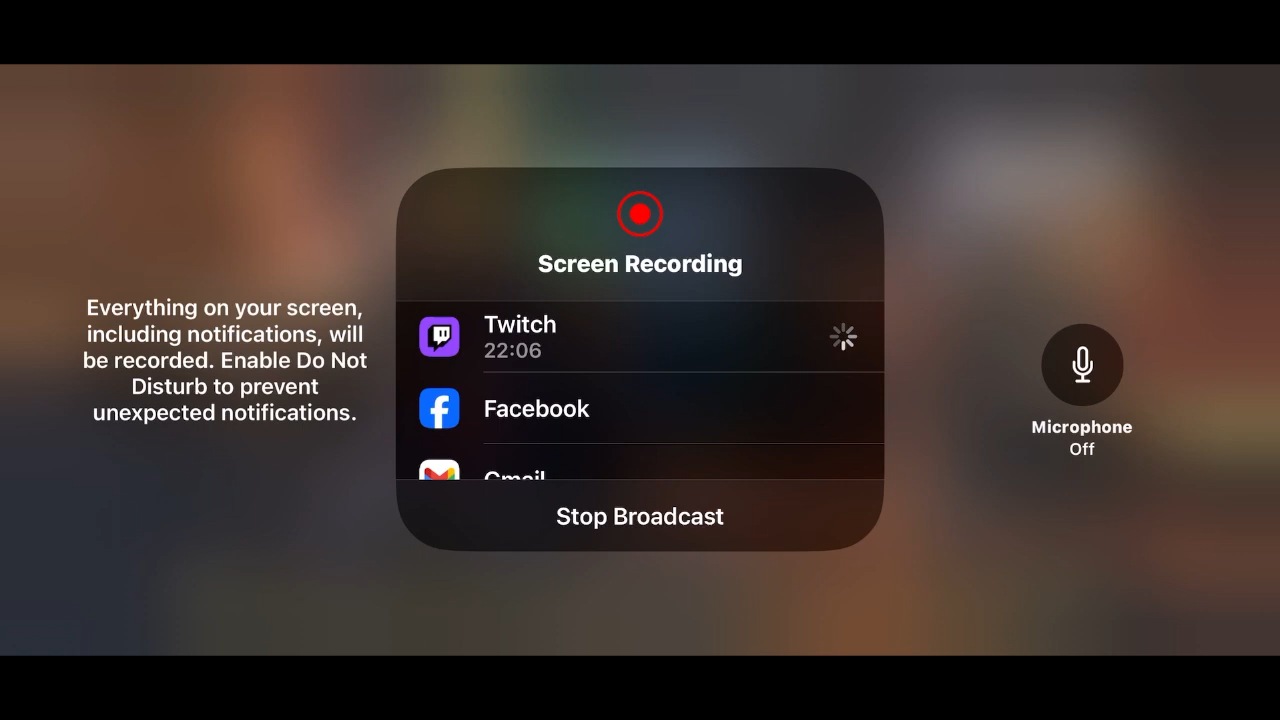 Screen Recording
Everything on your screen,
including notifications, will
be recorded. Enable Do Not
Disturb to prevent
unexpected notifications.
Twitch
22:06
Facebook
Gmail
Stop Broadcast
Microphone
Off